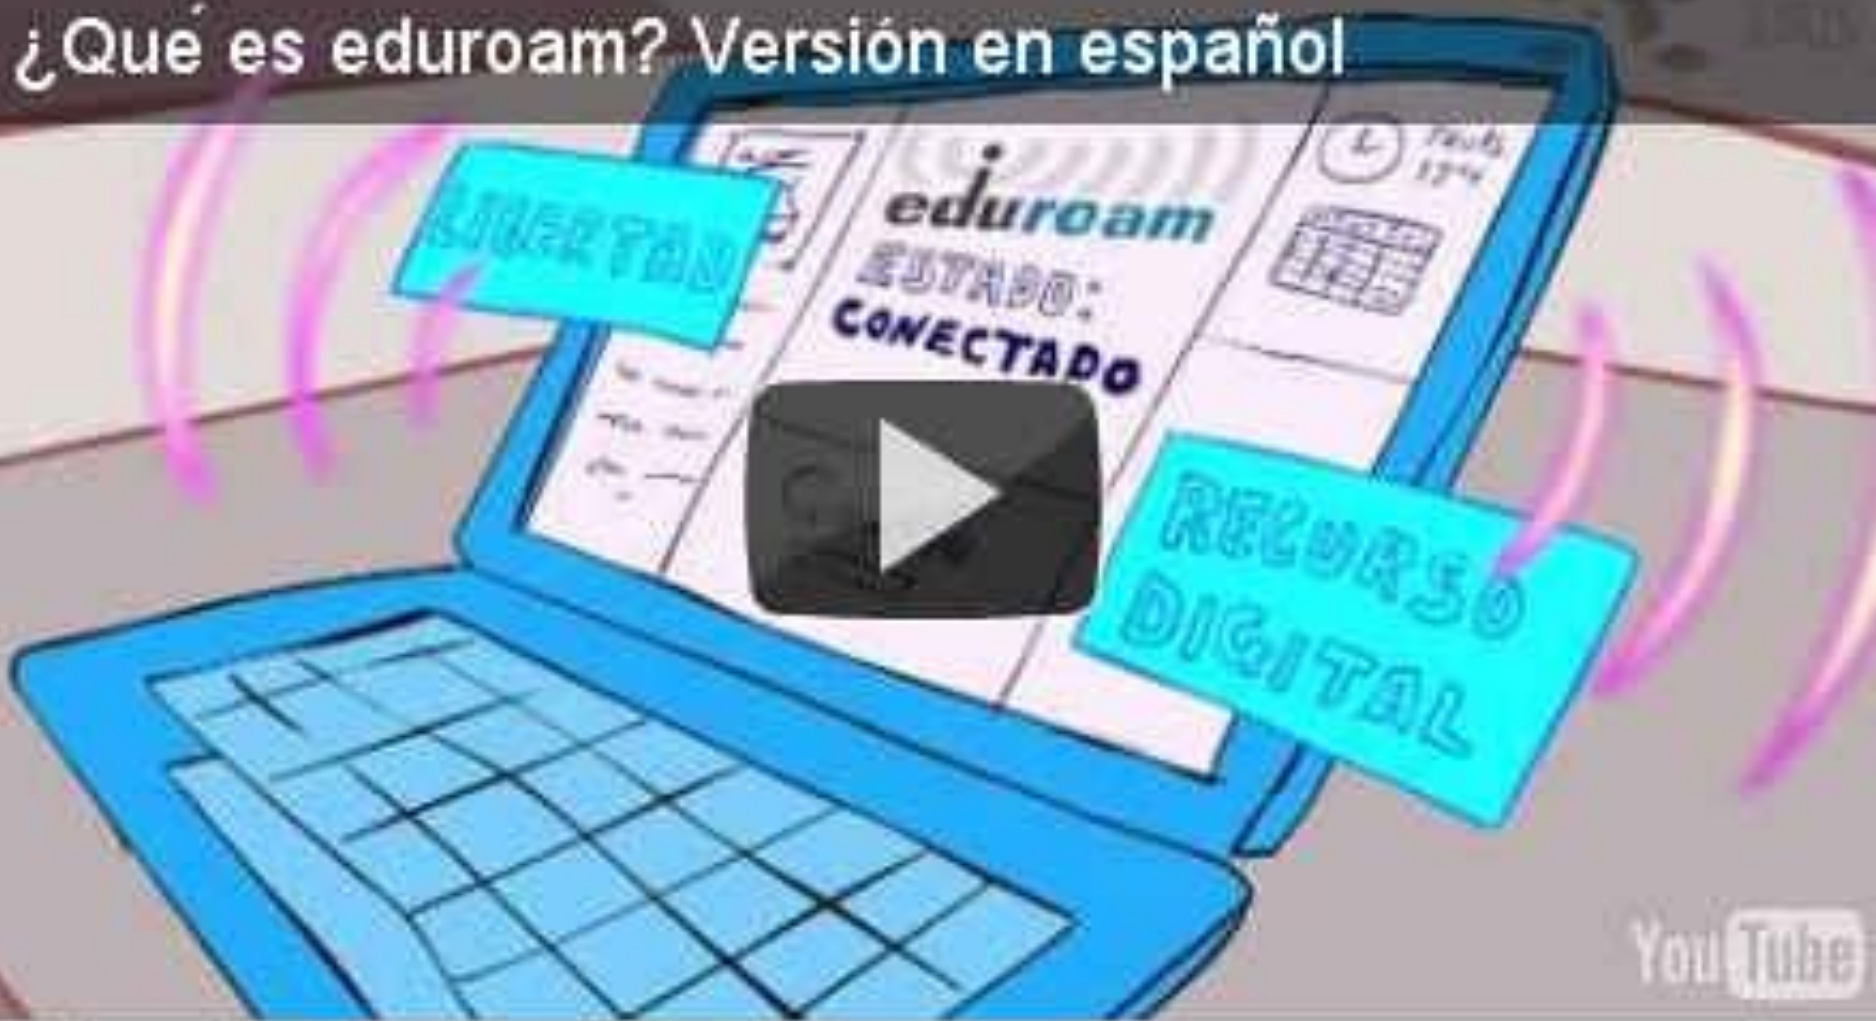 ¿Qué es eduroam? Versión en español
LIBERTAD
eduroam
ESTADO:
CONECTADO
RECURSO
DIGITAL
YouTube